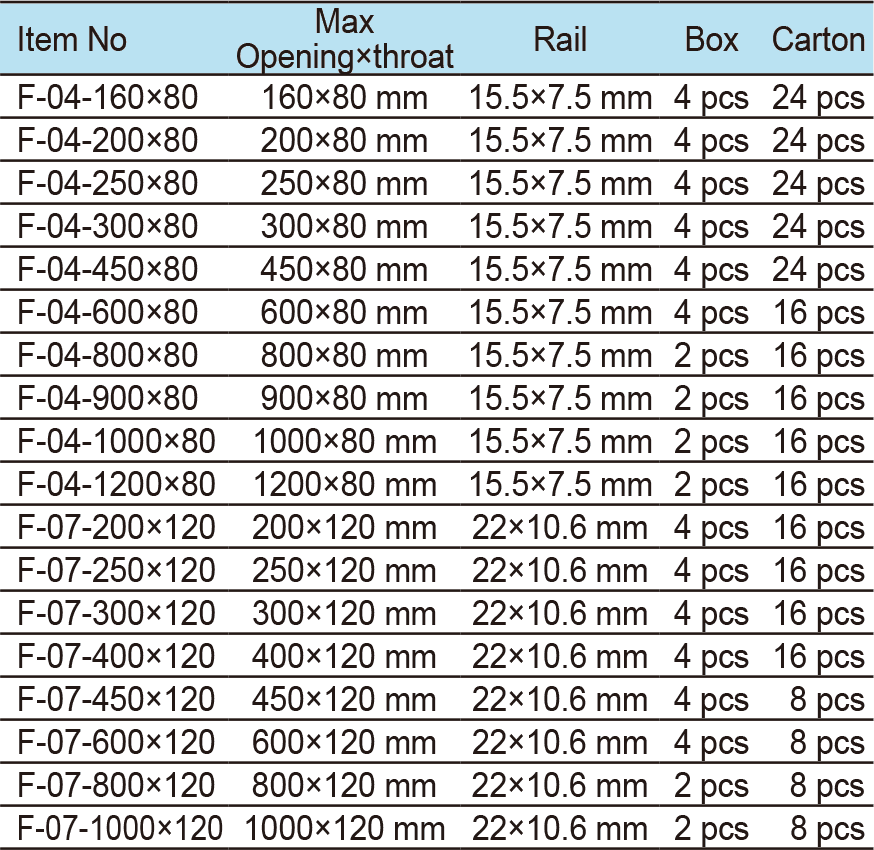 Item No Max Opening×throat Rail Box Carton
F-04-160×80 160×80 mm 15.5×7.5 mm 4 pcs 24 pcs
F-04-200×80 200×80 mm 15.5×7.5 mm 4 pcs 24 pcs
F-04-250×80 250×80 mm 15.5×7.5 mm 4 pcs 24 pcs
F-04-300×80 300×80 mm 15.5×7.5 mm 4 pcs 24 pcs
F-04-450×80 450×80 mm 15.5×7.5 mm 4 pcs 24 pcs
F-04-600×80 600×80 mm 15.5×7.5 mm 4 pcs 16 pcs
F-04-800×80 800×80 mm 15.5×7.5 mm 2 pcs 16 pcs
F-04-900×80 900×80 mm 15.5×7.5 mm 2 pcs 16 pcs
F-04-1000×80 1000×80 mm 15.5×7.5 mm 2 pcs 16 pcs
F-04-1200×80 1200×80 mm 15.5×7.5 mm 2 pcs 16 pcs
F-07-200×120 200×120 mm 22×10.6 mm 4 pcs 16 pcs
F-07-250×120 250×120 mm 22×10.6 mm 4 pcs 16 pcs
F-07-300×120 300×120 mm 22×10.6 mm 4 pcs 16 pcs
F-07-400×120 400×120 mm 22×10.6 mm 4 pcs 16 pcs
F-07-450×120 450×120 mm 22×10.6 mm 4 pcs 8 pcs
F-07-600×120 600×120 mm 22×10.6 mm 4 pcs 8 pcs
F-07-800×120 800×120 mm 22×10.6 mm 2 pcs 8 pcs
F-07-1000×120 1000×120 mm 22×10.6 mm 2 pcs 8 pcs